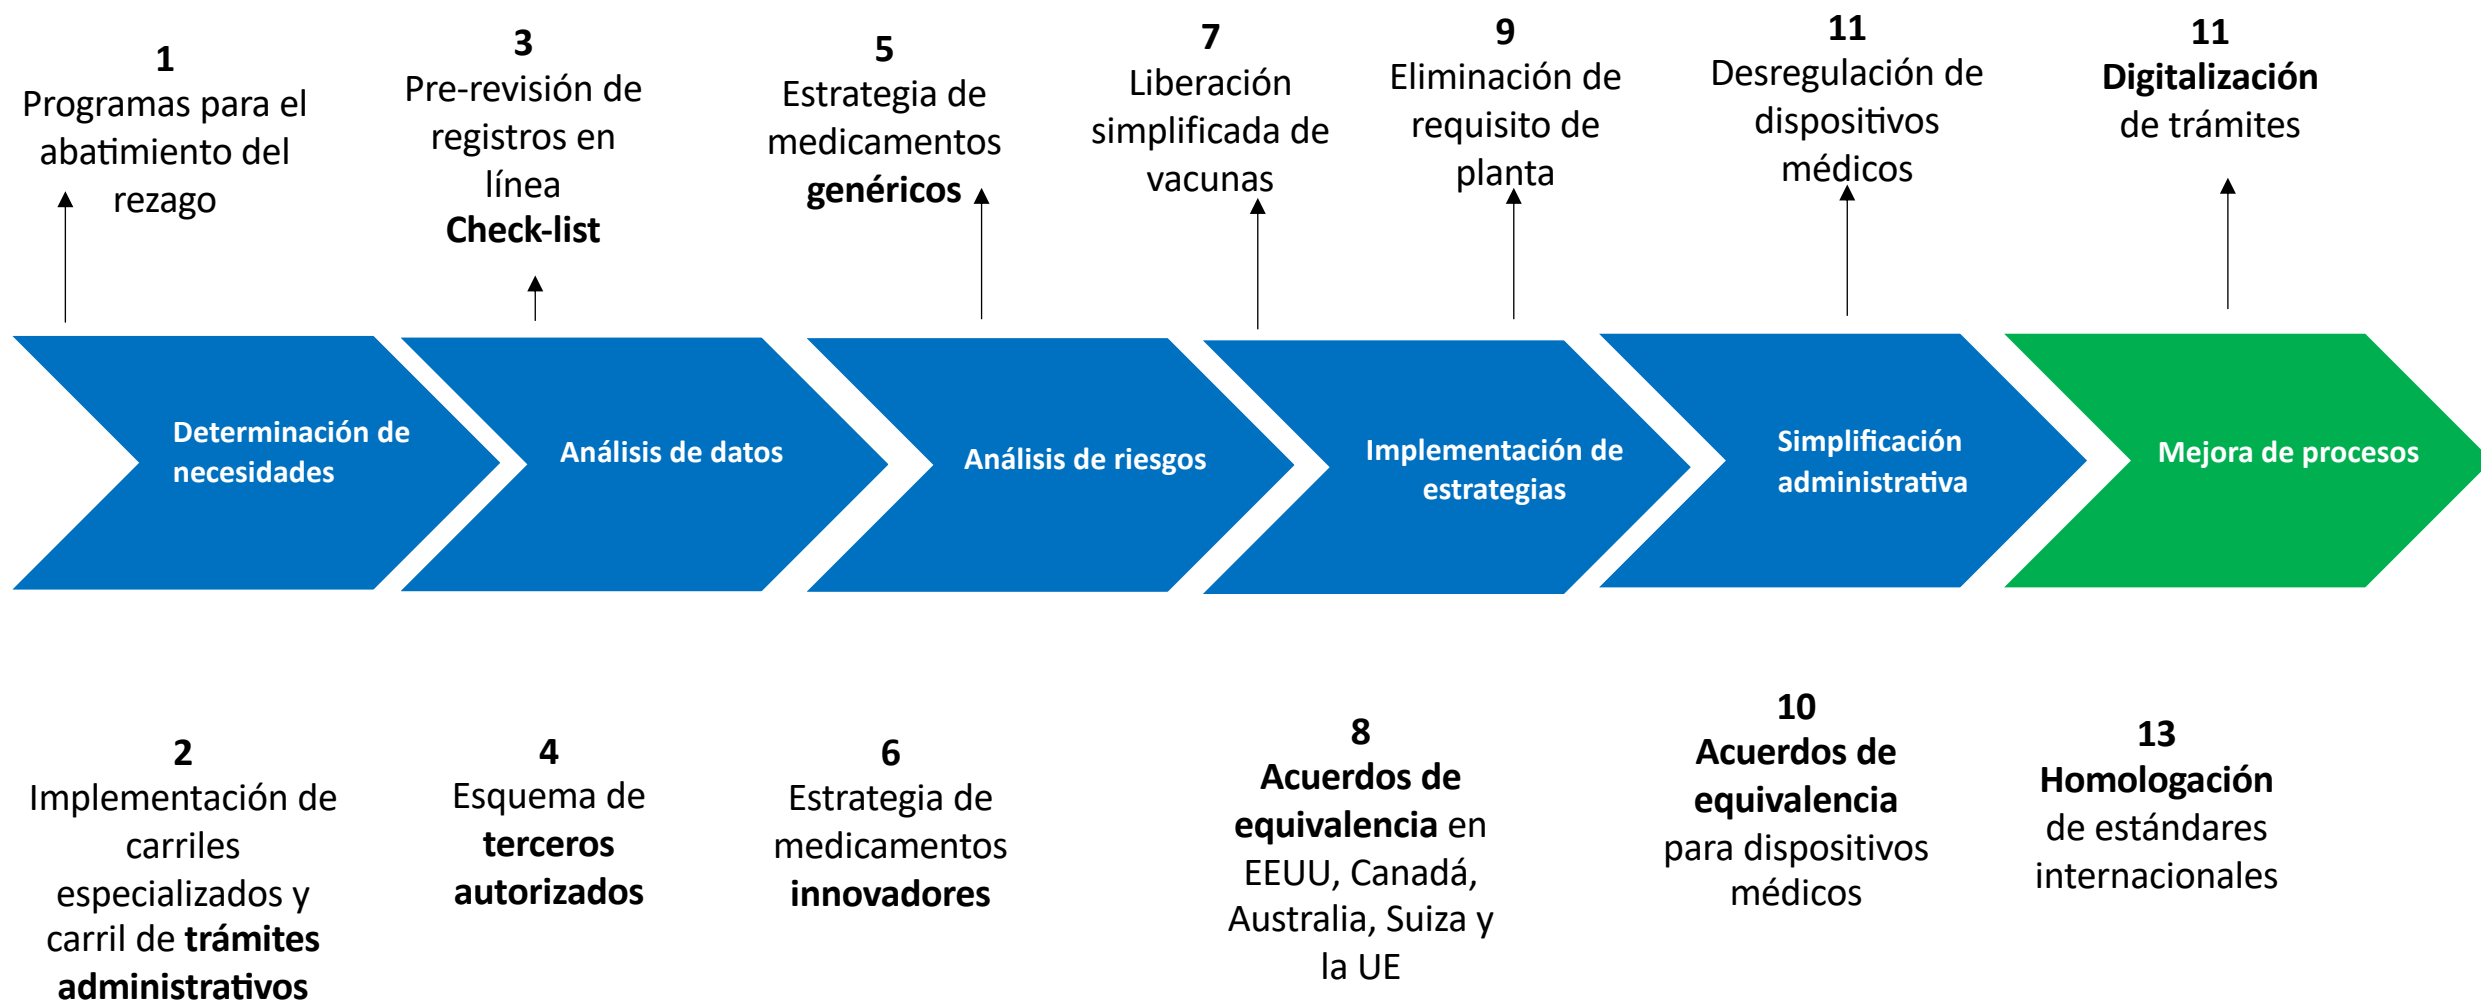 1
Programas para el
abatimiento del
rezago
3
Pre-revisión de
registros en
línea
Check-list
5
Estrategia de
medicamentos
genéricos
7
Liberación
simplificada de
vacunas
9
Eliminación de
requisito de
planta
11
Desregulación de
dispositivos
médicos
11
Digitalización
de trámites
Determinación de
necesidades
Análisis de datos
Análisis de riesgos
Implementación de
estrategias
Simplificación
administrativa
Mejora de procesos
2
Implementación de
carriles
especializados y
carril de trámites
administrativos
4
Esquema de
terceros
autorizados
6
Estrategia de
medicamentos
innovadores
8
Acuerdos de
equivalencia en
EEUU, Canadá,
Australia, Suiza y
la UE
10
Acuerdos de
equivalencia
para dispositivos
médicos
13
Homologación
de estándares
internacionales